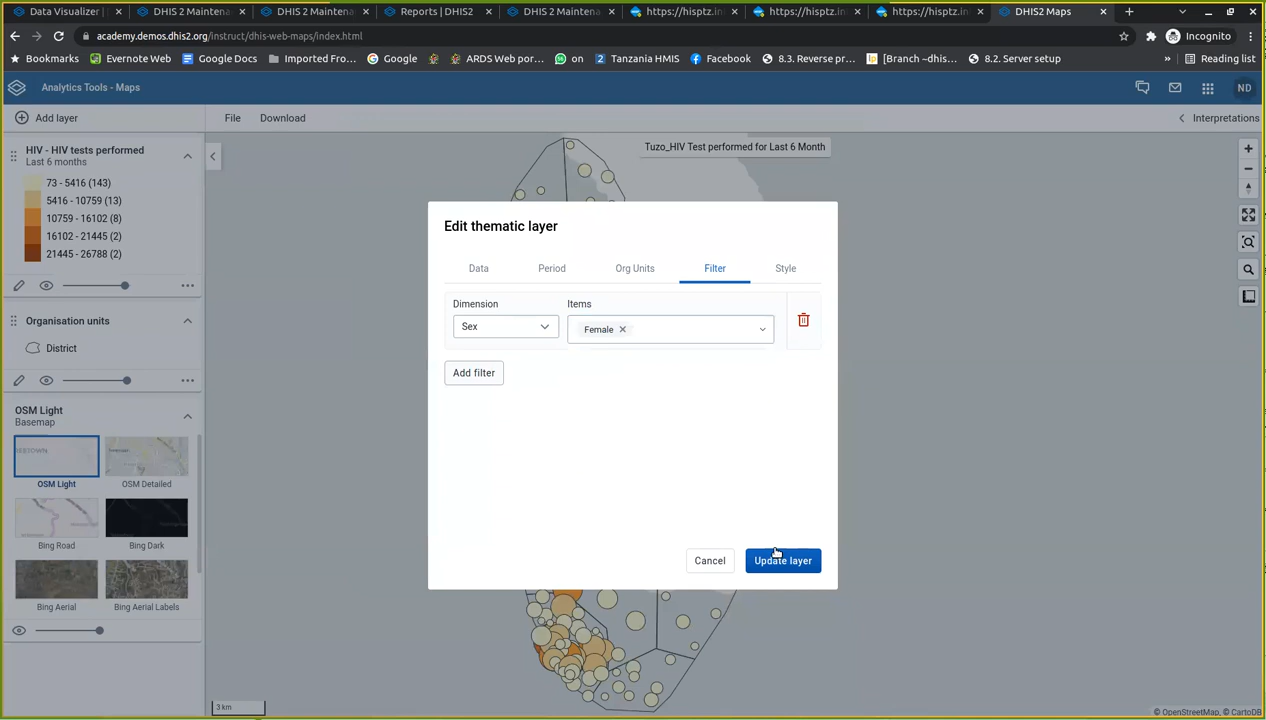 Data Visualizer
DHIS 2 Maintena
DHIS 2 Maintena
Reports | DHIS2
DHIS 2 Maintena
https://hisptz.in
https://hisptz.in
https://hisptz.in
DHIS2 Maps
academy.demos.dhis2.org/instruct/dhis-web-maps/index.html
Incognito
Bookmarks
Evernote Web
Google Docs
Imported Fro...
Google
ARDS Web por...
on
Tanzania HMIS
Facebook
8.3. Reverse pr...
[Branch –dhis...
8.2. Server setup
»
Reading list
Analytics Tools - Maps
ND
Add layer
File
Download
Interpretations
HIV - HIV tests performed
Last 6 months
73 - 5416 (143)
5416 - 10759 (13)
10759 - 16102 (8)
16102 - 21445 (2)
21445 - 26788 (2)
Tuzo_HIV Test performed for Last 6 Month
Edit thematic layer
Data
Period
Org Units
Filter
Style
Dimension
Items
Sex
Female
Add filter
Cancel
Update layer
Organisation units
District
OSM Light
Basemap
OSM Light
OSM Detailed
Bing Road
Bing Dark
Bing Aerial
Bing Aerial Labels
3 km
© OpenStreetMap, © CartoDB